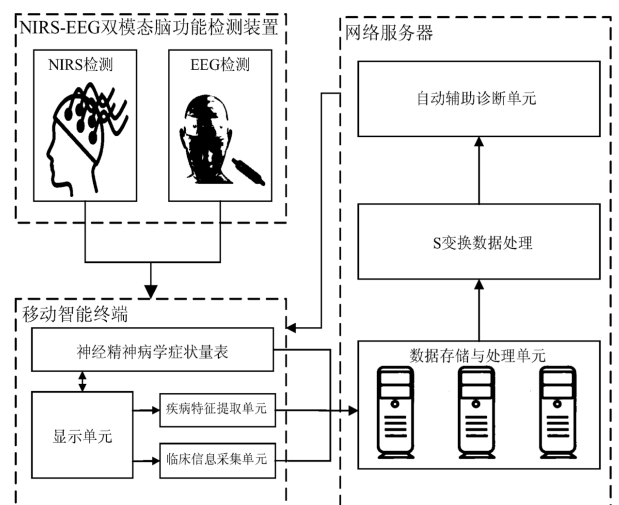 NIRS-EEG双模态脑功能检测装置
NIRS检测
EEG检测
移动智能终端
神经精神病学症状量表
显示单元
疾病特征提取单元
临床信息采集单元
网络服务器
自动辅助诊断单元
S变换数据处理
数据存储与处理单元